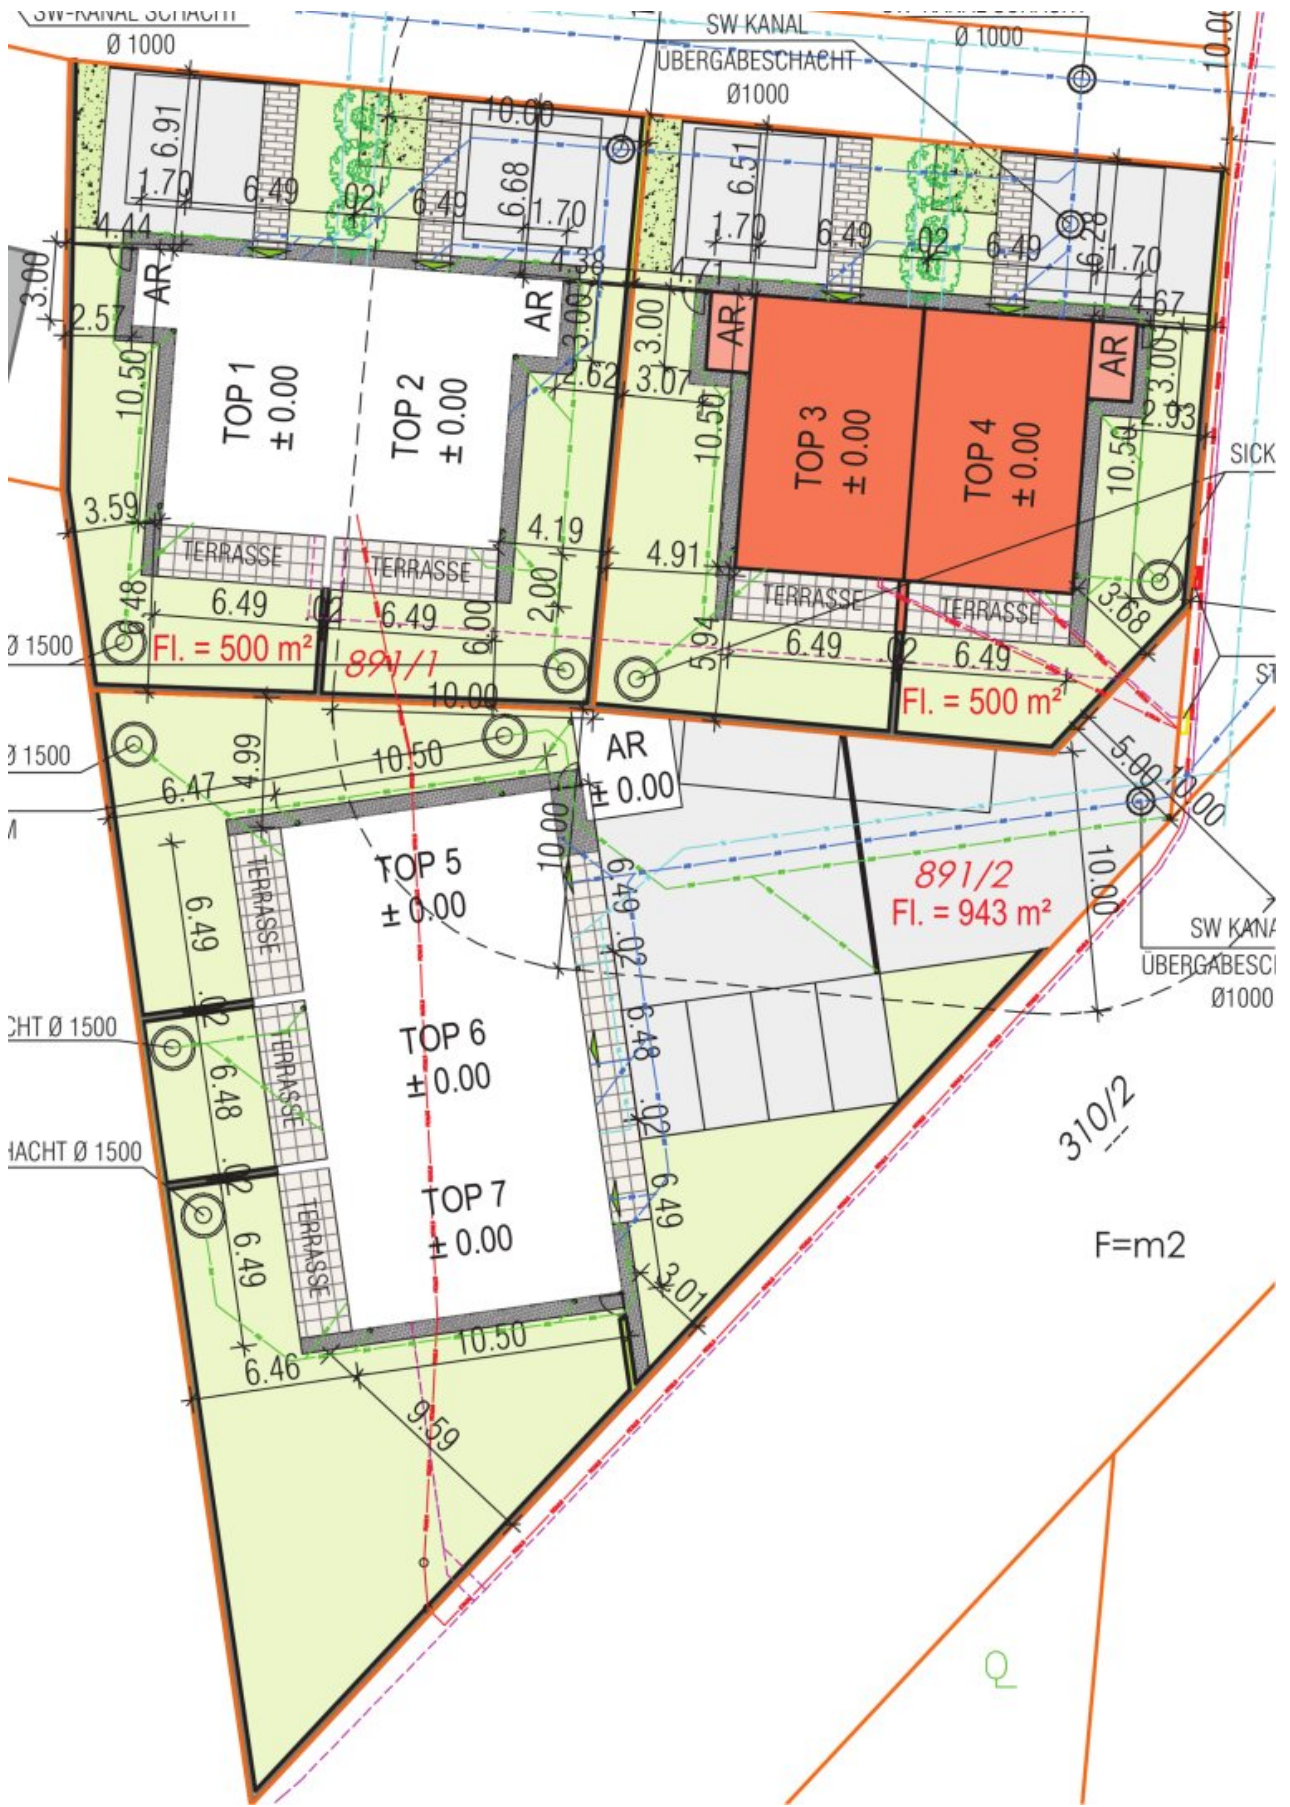 SW-KANAL SCHACHT
Ø 1000
SW KANAL
ÜBERGABESCHACHT
Ø1000
Ø 1000
10.00
6.91
1.70
6.49
.02
6.49
10.00
6.68
1.70
6.51
1.70
6.49
.02
6.49
6.28
1.70
4.44
4.38
4.71
4.67
3.00
2.57
AR
AR
3.00
2.62
3.00
3.07
AR
AR
3.00
2.93
10.50
TOP 1
± 0.00
TOP 2
± 0.00
10.50
TOP 3
± 0.00
TOP 4
± 0.00
10.50
SICK
3.59
TERRASSE
TERRASSE
4.19
2.00
4.91
TERRASSE
TERRASSE
3.68
6.48
6.49
.02
6.49
6.00
5.94
6.49
.02
6.49
Ø 1500
Fl. = 500 m²
891/1
Fl. = 500 m²
ST
10.00
Ø 1500
4.99
10.50
6.47
AR
± 0.00
5.00
10.00
M
10.00
TERRASSE
TOP 5
± 0.00
6.49
.02
891/2
Fl. = 943 m²
10.00
SW KANA
ÜBERGABESCH
Ø1000
6.49
.02
CHT Ø 1500
TERRASSE
TOP 6
± 0.00
6.48
.02
6.48
.02
310/2
HACHT Ø 1500
TERRASSE
TOP 7
± 0.00
6.49
6.49
3.01
F=m2
10.50
6.46
9.59